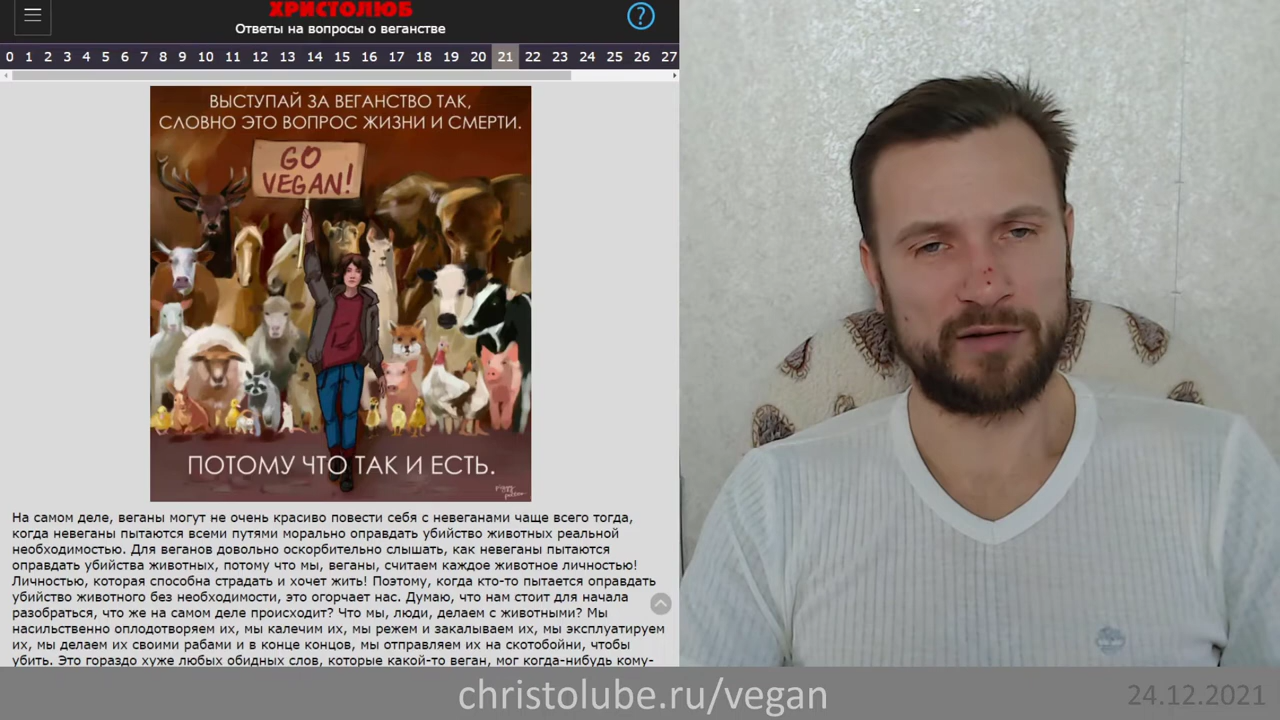 ХРИСТОЛЮБ
Ответы на вопросы о веганстве
?
0 1 2 3 4 5 6 7 8 9 10 11 12 13 14 15 16 17 18 19 20 21 22 23 24 25 26 27
ВЫСТУПАЙ ЗА ВЕГАНСТВО ТАК,
СЛОВНО ЭТО ВОПРОС ЖИЗНИ И СМЕРТИ.
GO
VEGAN!
ПОТОМУ ЧТО ТАК И ЕСТЬ.
На самом деле, веганы могут не очень красиво повести себя с невеганами чаще всего тогда,
когда невеганы пытаются всеми путями морально оправдать убийство животных реальной
необходимостью. Для веганов довольно оскорбительно слышать, как невеганы пытаются
оправдать убийства животных, потому что мы, веганы, считаем каждое животное личностью!
Личностью, которая способна страдать и хочет жить! Поэтому, когда кто-то пытается оправдать
убийство животного без необходимости, это огорчает нас. Думаю, что нам стоит для начала
разобраться, что же на самом деле происходит? Что мы, люди, делаем с животными? Мы
насильственно оплодотворяем их, мы калечим их, мы режем и закалываем их, мы эксплуатируем
их, мы делаем их своими рабами и в конце концов, мы отправляем их на скотобойни, чтобы
убить. Это гораздо хуже любых обидных слов, которые какой-то веган, мог когда-нибудь кому-
christolube.ru/vegan
24.12.2021